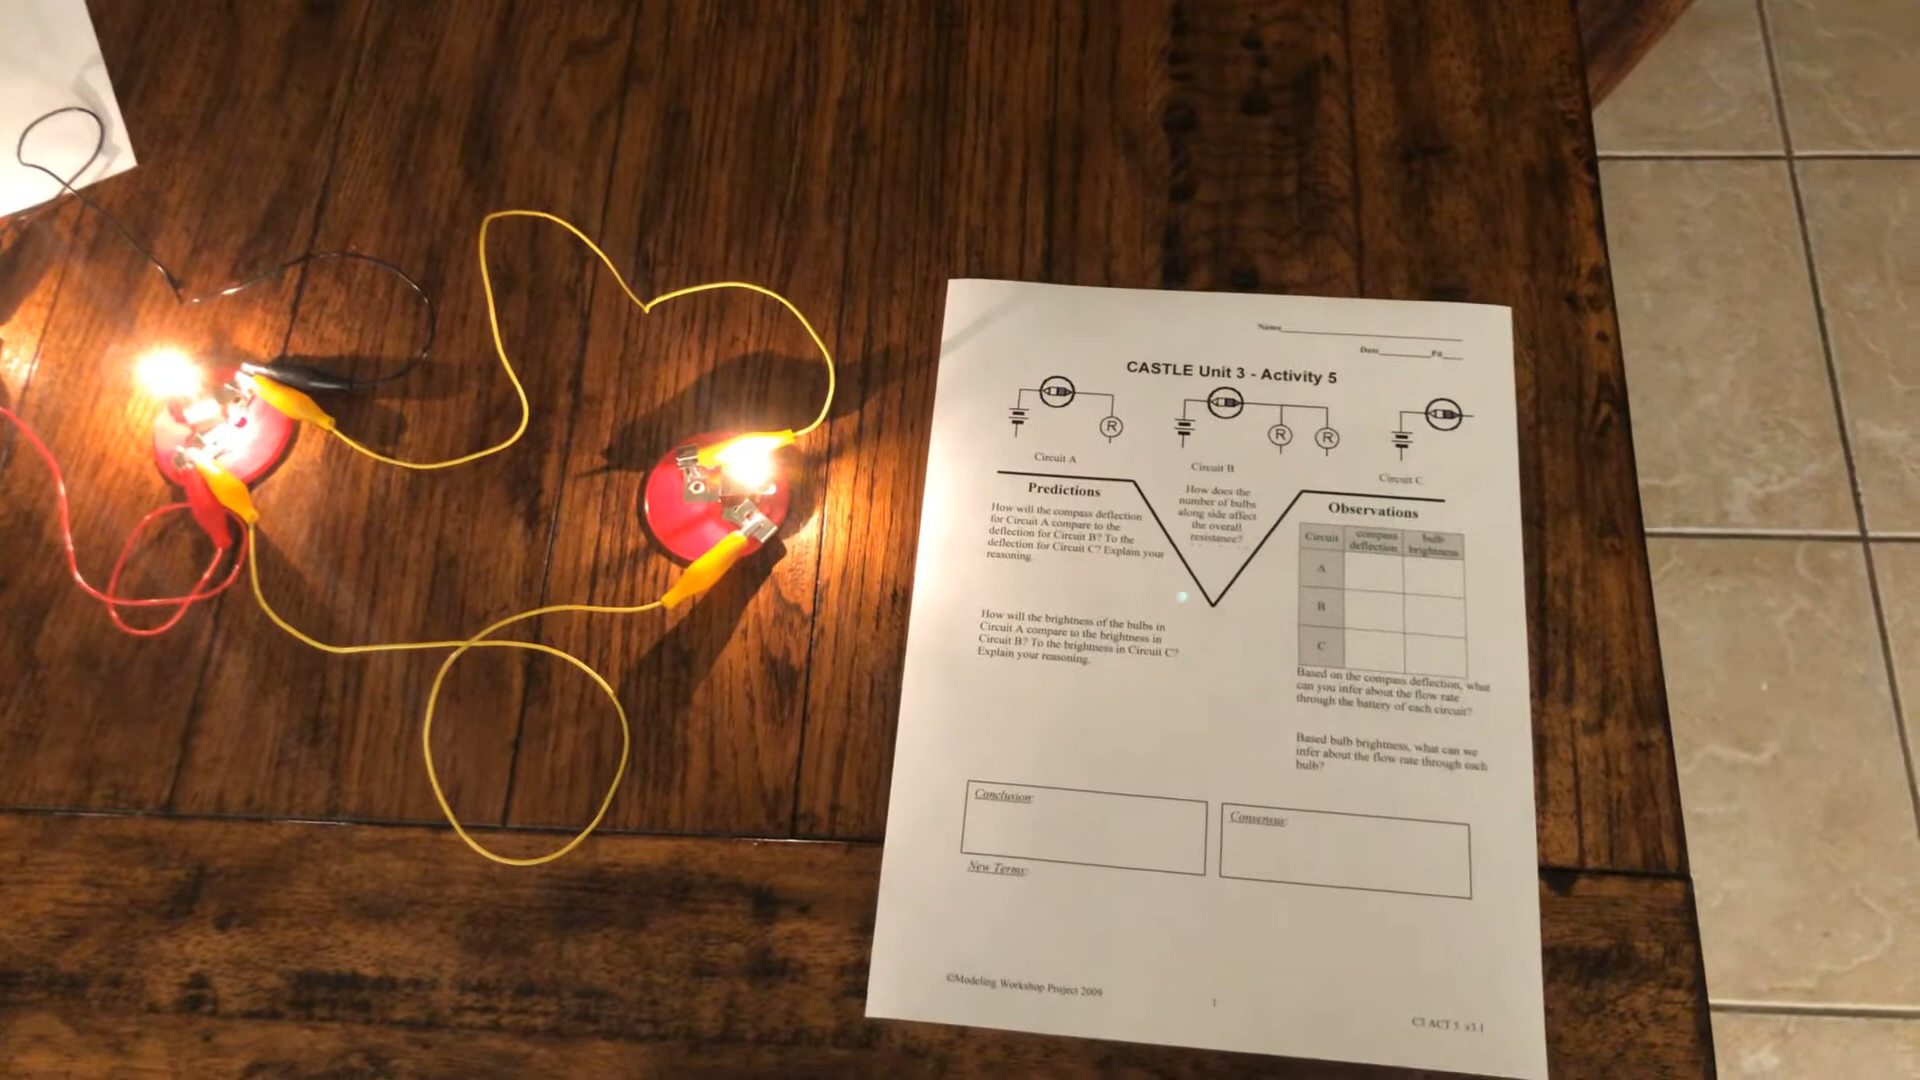 Name
Date Pd
CASTLE Unit 3 - Activity 5
R
R
R
Circuit A
Circuit B
Circuit C
Predictions
How will the compass deflection
for Circuit A compare to the
deflection for Circuit B? To the
deflection for Circuit C? Explain your
reasoning.
How will the brightness of the bulbs in
Circuit A compare to the brightness in
Circuit B? To the brightness in Circuit C?
Explain your reasoning.
How does the
number of bulbs
along side affect
the overall
resistance?
Observations
Circuit compass deflection bulb brightness
A
B
C
Based on the compass deflection, what
can you infer about the flow rate
through the battery of each circuit?
Based bulb brightness, what can we
infer about the flow rate through each
bulb?
Conclusion:
Consensus:
New Terms:
©Modeling Workshop Project 2009
1
C3 ACT 5 v3.1